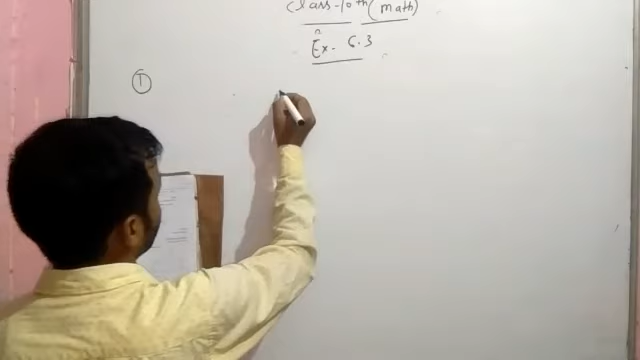 Class-10th (math)
Ex- 6.3
①